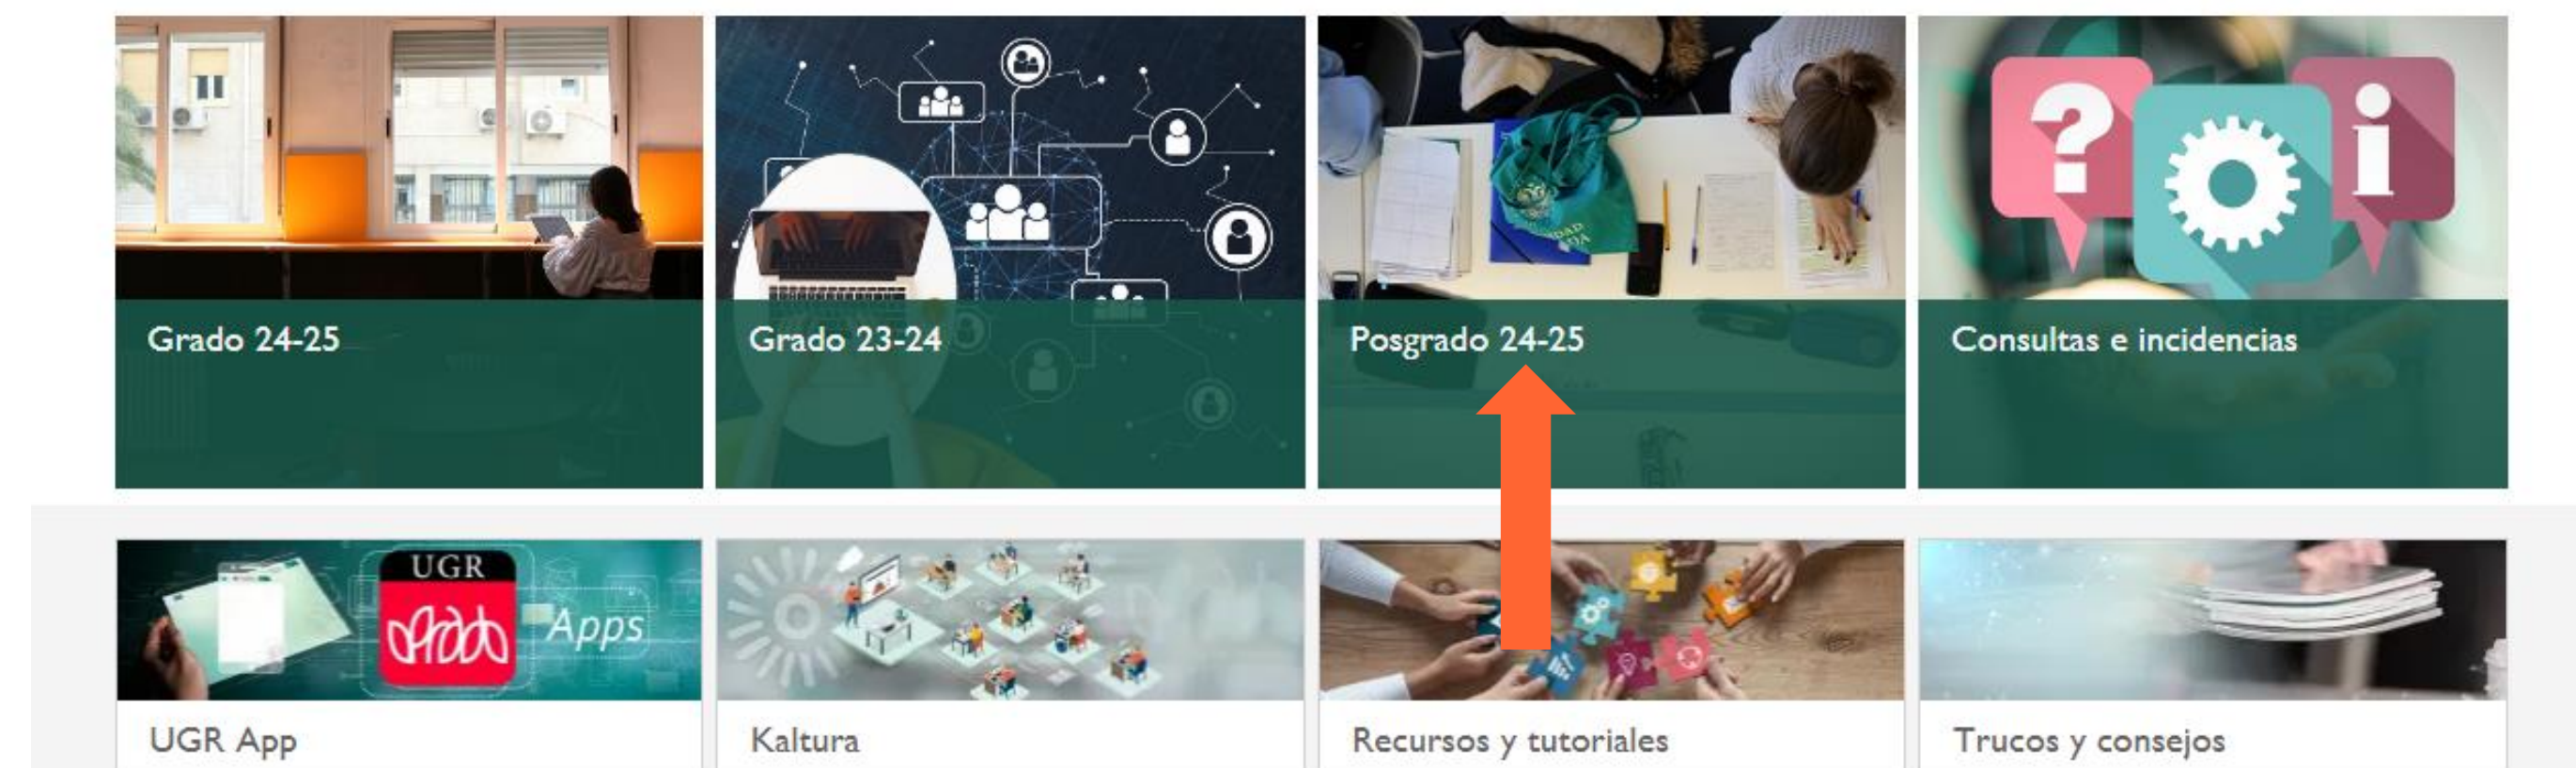 Grado 24-25
Grado 23-24
Posgrado 24-25
Consultas e incidencias
UGR
prado
Apps
UGR App
Kaltura
Recursos y tutoriales
Trucos y consejos